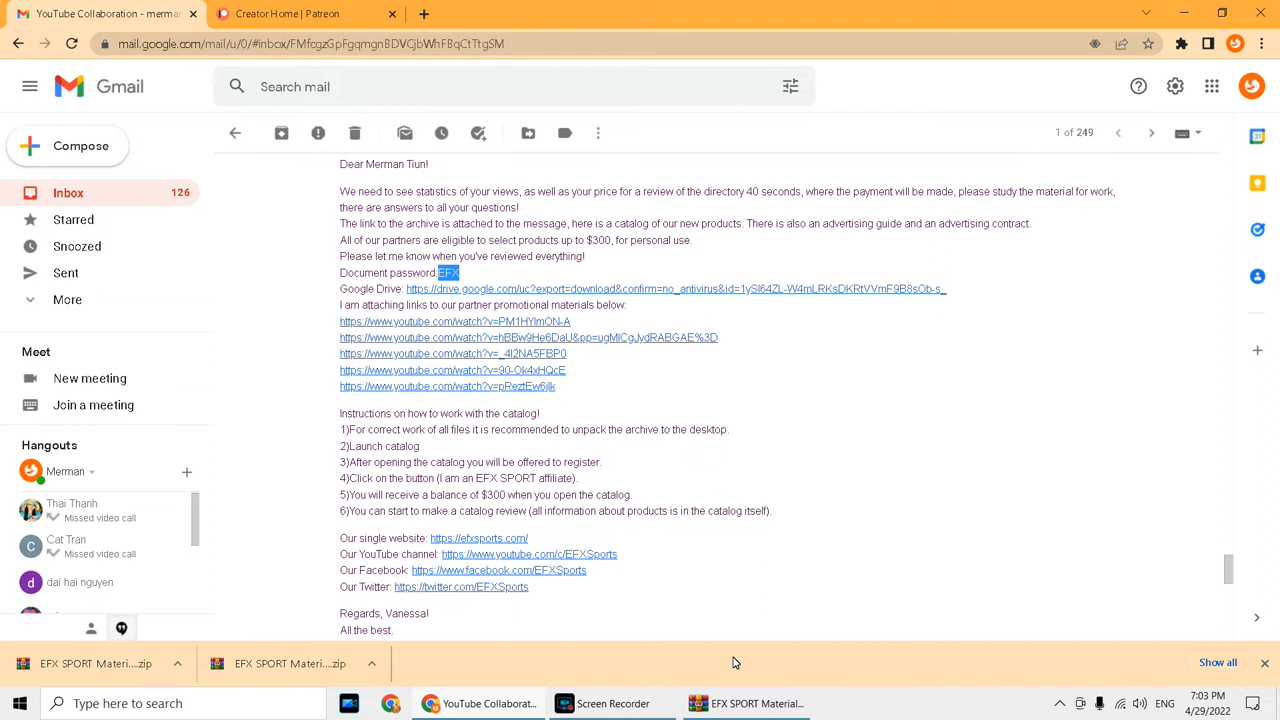 YouTube Collaboration - merman
Creator Home | Patreon
mail.google.com/mail/u/0/#inbox/FMfcgzGpFgqmgnBDVGjbWhFBqCtTtgSM
Gmail
Search mail
1 of 249
Compose
Inbox 126
Starred
Snoozed
Sent
More
Meet
New meeting
Join a meeting
Hangouts
Merman
Thai Thanh
Missed video call
Cat Tran
Missed video call
dai hai nguyen
Dear Merman Tiun!
We need to see statistics of your views, as well as your price for a review of the directory 40 seconds, where the payment will be made, please study the material for work,
there are answers to all your questions!
The link to the archive is attached to the message, here is a catalog of our new products. There is also an advertising guide and an advertising contract.
All of our partners are eligible to select products up to $300, for personal use.
Please let me know when you've reviewed everything!
Document password:EFX
Google Drive: https://drive.google.com/uc?export=download&confirm=no_antivirus&id=1ySl64ZL-W4mLRKsDKRtVVmF9B8sOb-s_
I am attaching links to our partner promotional materials below:
https://www.youtube.com/watch?v=PM1HYlmON-A
https://www.youtube.com/watch?v=hBBw9He6DaU&pp=ugMICgJydRABGAE%3D
https://www.youtube.com/watch?v=_4l2NA5FBP0
https://www.youtube.com/watch?v=90-Ok4xHQcE
https://www.youtube.com/watch?v=pReztEw6jlk
Instructions on how to work with the catalog!
1)For correct work of all files it is recommended to unpack the archive to the desktop.
2)Launch catalog
3)After opening the catalog you will be offered to register.
4)Click on the button (I am an EFX SPORT affiliate).
5)You will receive a balance of $300 when you open the catalog.
6)You can start to make a catalog review (all information about products is in the catalog itself).
Our single website: https://efxsports.com/
Our YouTube channel: https://www.youtube.com/c/EFXSports
Our Facebook: https://www.facebook.com/EFXSports
Our Twitter: https://twitter.com/EFXSports
Regards, Vanessa!
All the best.
EFX SPORT Materi....zip
EFX SPORT Materi....zip
Show all
Type here to search
YouTube Collaborat...
Screen Recorder
EFX SPORT Material...
ENG
7:03 PM
4/29/2022